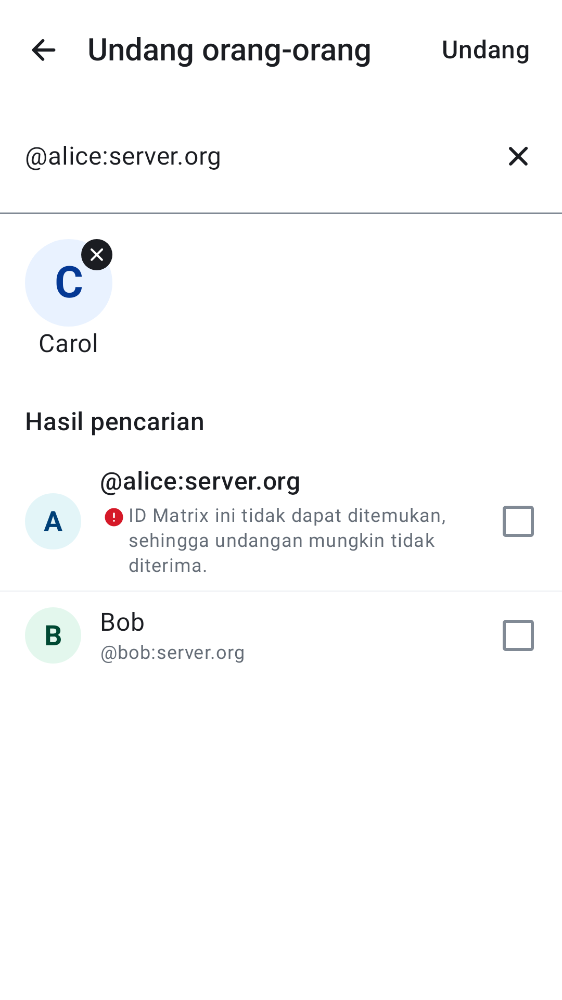 Undang orang-orang
Undang
@alice:server.org
C
Carol
Hasil pencarian
A
@alice:server.org
ID Matrix ini tidak dapat ditemukan,
sehingga undangan mungkin tidak
diterima.
B
Bob
@bob:server.org